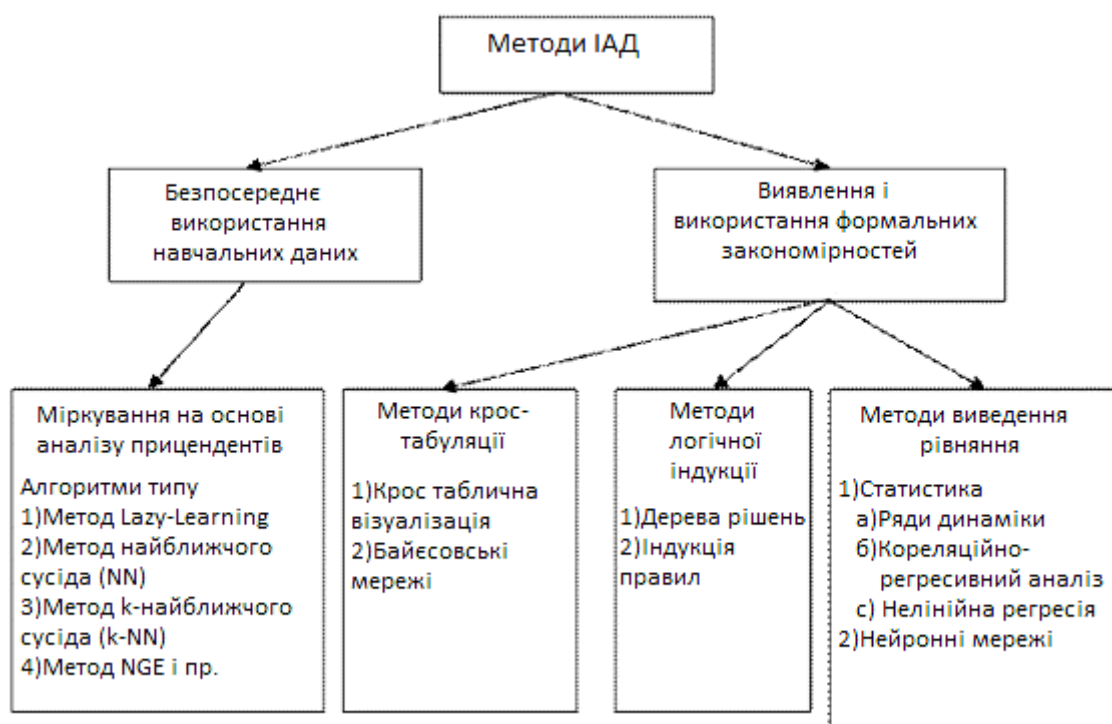 Методи ІАД
Безпосереднє
використання
навчальних даних
Виявлення і
використання формальних
закономірностей
Міркування на основі
аналізу прицендентів
Алгоритми типу
1)Метод Lazy-Learning
2)Метод найближчого
сусіда (NN)
3)Метод k-найближчого
сусіда (k-NN)
4)Метод NGE і пр.
Методи крос-
табуляції
1)Крос таблична
візуалізація
2)Байєсовські
мережі
Методи
логічної
індукції
1)Дерева рішень
2)Індукція
правил
Методи виведення
рівняння
1)Статистика
а)Ряди динаміки
б)Кореляційно-
регресивний аналіз
с) Нелінійна регресія
2)Нейронні мережі